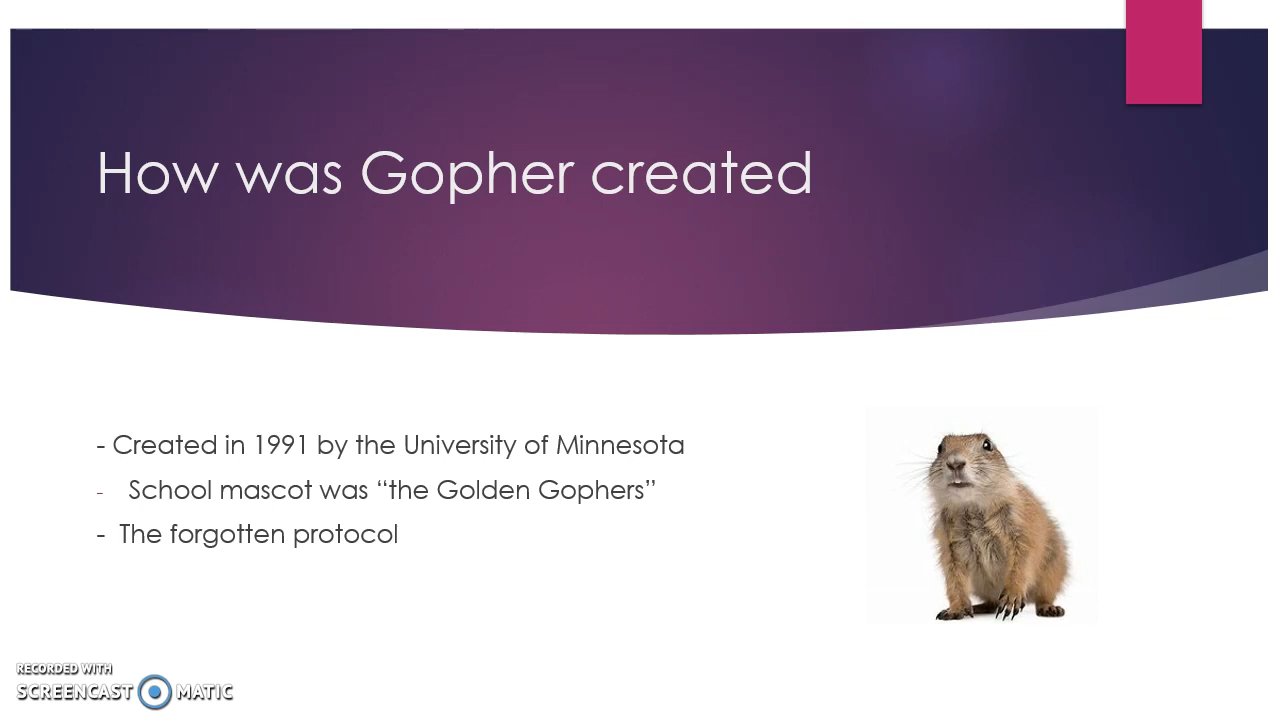 How was Gopher created
- Created in 1991 by the University of Minnesota
- School mascot was “the Golden Gophers”
- The forgotten protocol
RECORDED WITH
SCREENCAST MATIC